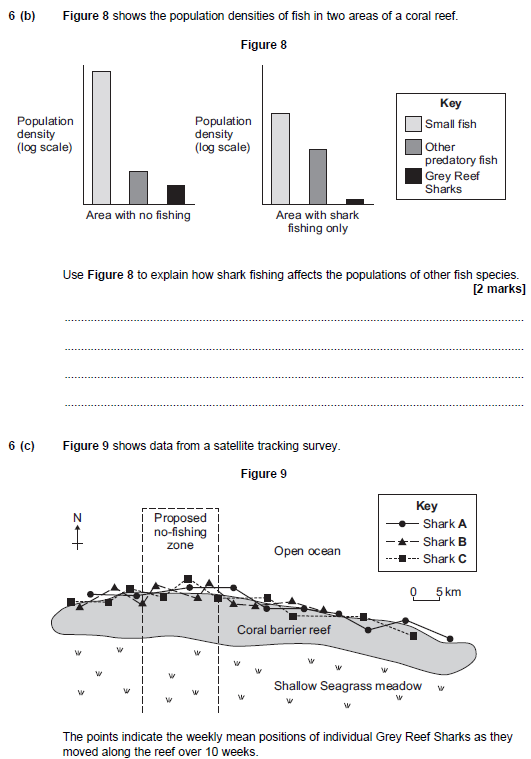 6 (b) Figure 8 shows the population densities of fish in two areas of a coral reef.
Figure 8
Population
density
(log scale)
Area with no fishing
Population
density
(log scale)
Area with shark
fishing only
Key
Small fish
Other
predatory fish
Grey Reef
Sharks
Use Figure 8 to explain how shark fishing affects the populations of other fish species.
[2 marks]
6 (c) Figure 9 shows data from a satellite tracking survey.
Figure 9
N
Proposed
no-fishing
zone
Open ocean
Key
Shark A
Shark B
Shark C
0 5 km
Coral barrier reef
Shallow Seagrass meadow
The points indicate the weekly mean positions of individual Grey Reef Sharks as they
moved along the reef over 10 weeks.